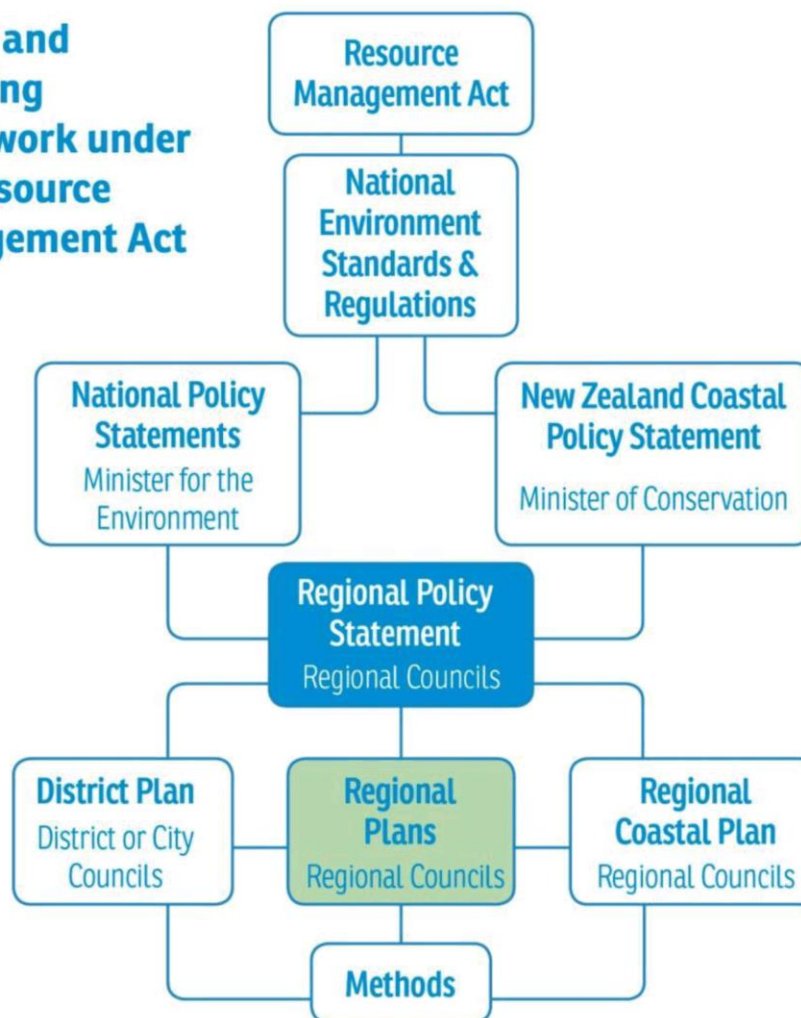 and
ng
work under
source
gement Act
Resource
Management Act
National
Environment
Standards &
Regulations
National Policy
Statements
Minister for the
Environment
New Zealand Coastal
Policy Statement
Minister of Conservation
Regional Policy
Statement
Regional Councils
District Plan
District or City
Councils
Regional
Plans
Regional Councils
Regional
Coastal Plan
Regional Councils
Methods